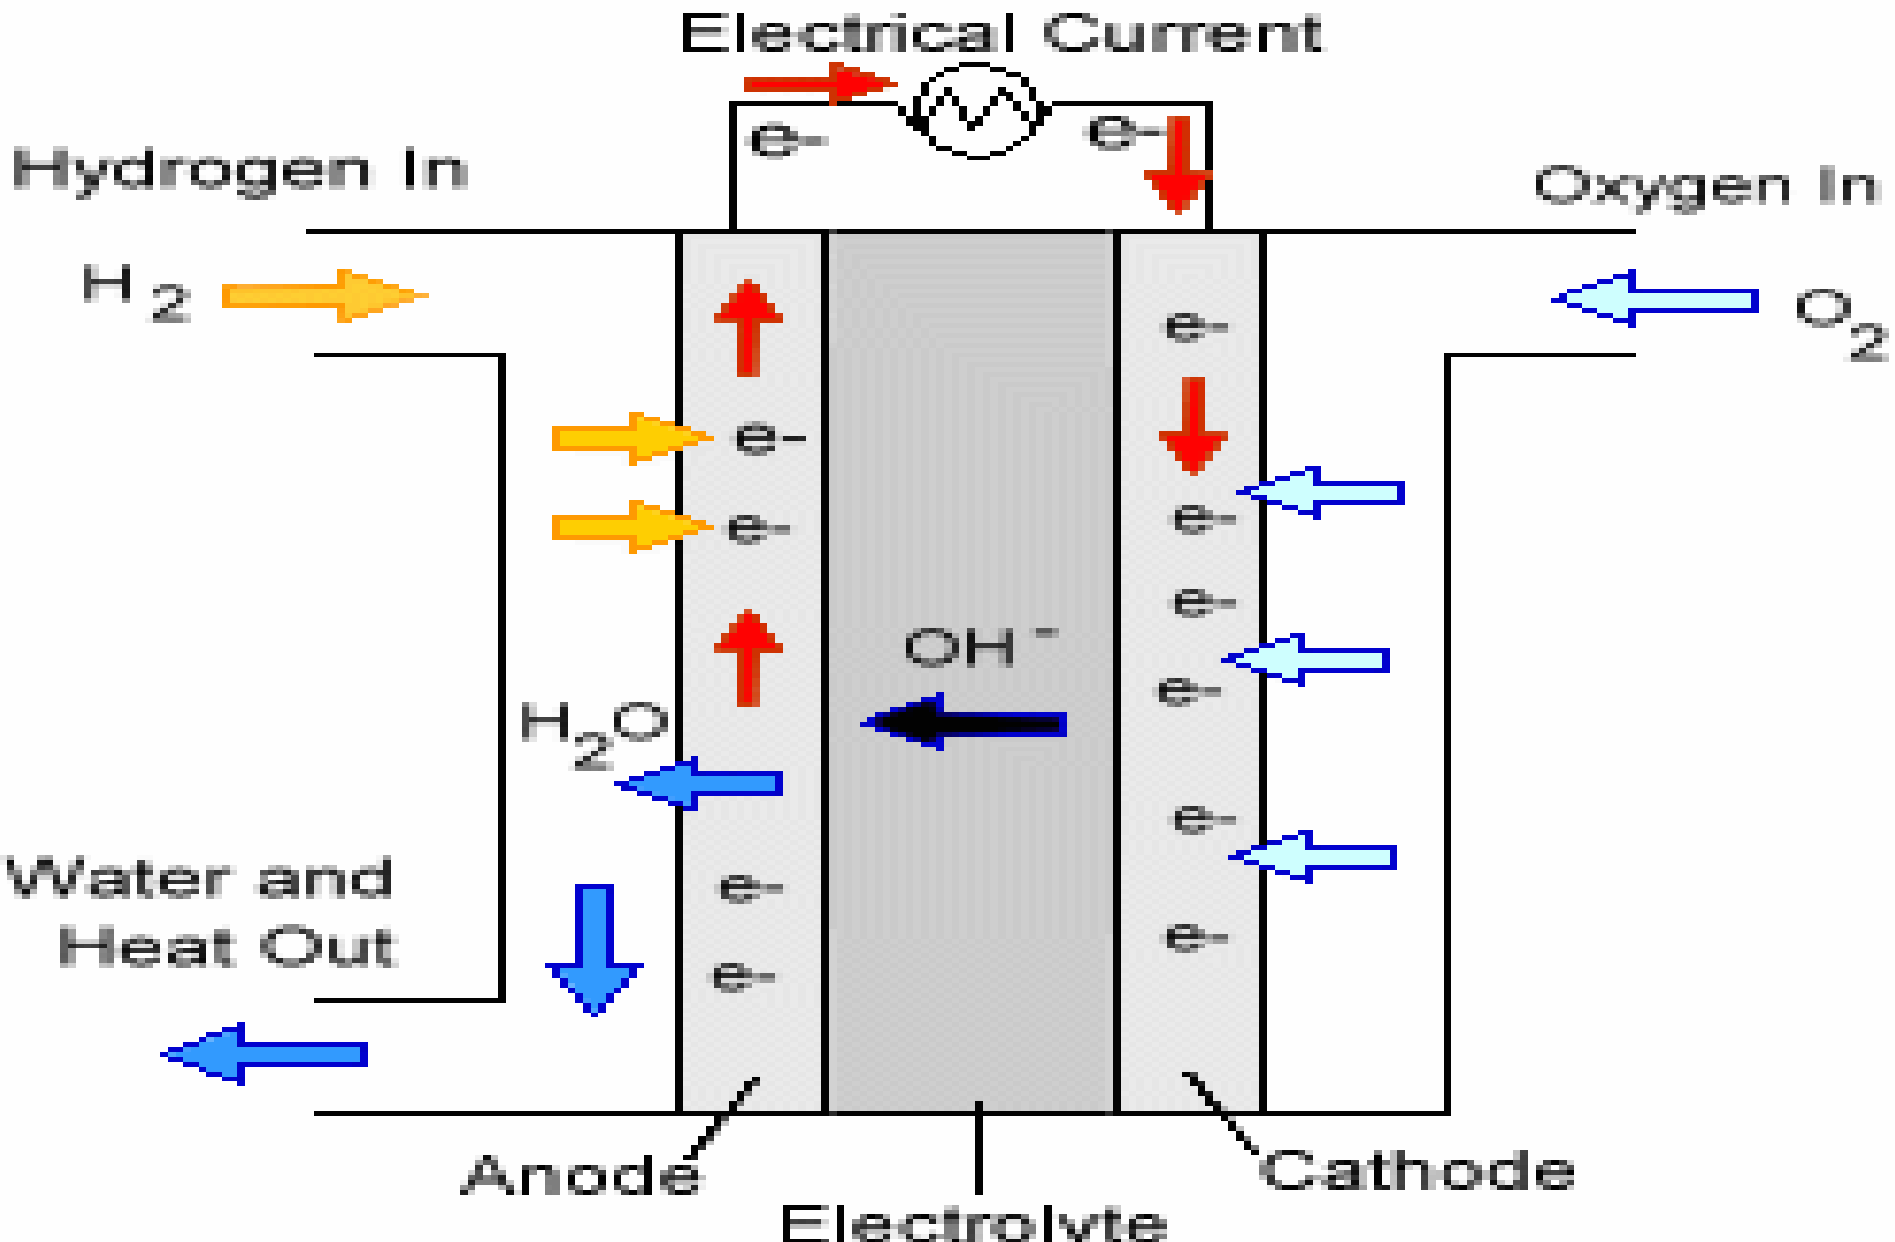 Electrical Current
e-
e-
Hydrogen In
Oxygen In
H2
O2
e-
e-
e-
e-
e-
e-
OH-
H2O
e-
e-
Water and
Heat Out
e-
e-
e-
Anode
Cathode
Electrolyte